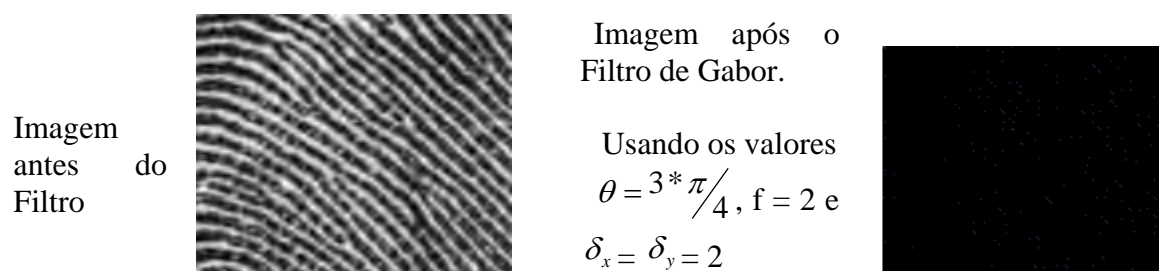 Imagem
antes do
Filtro
Imagem após o
Filtro de Gabor.
Usando os valores
θ = 3 * π/4 , f = 2 e
δx = δy = 2